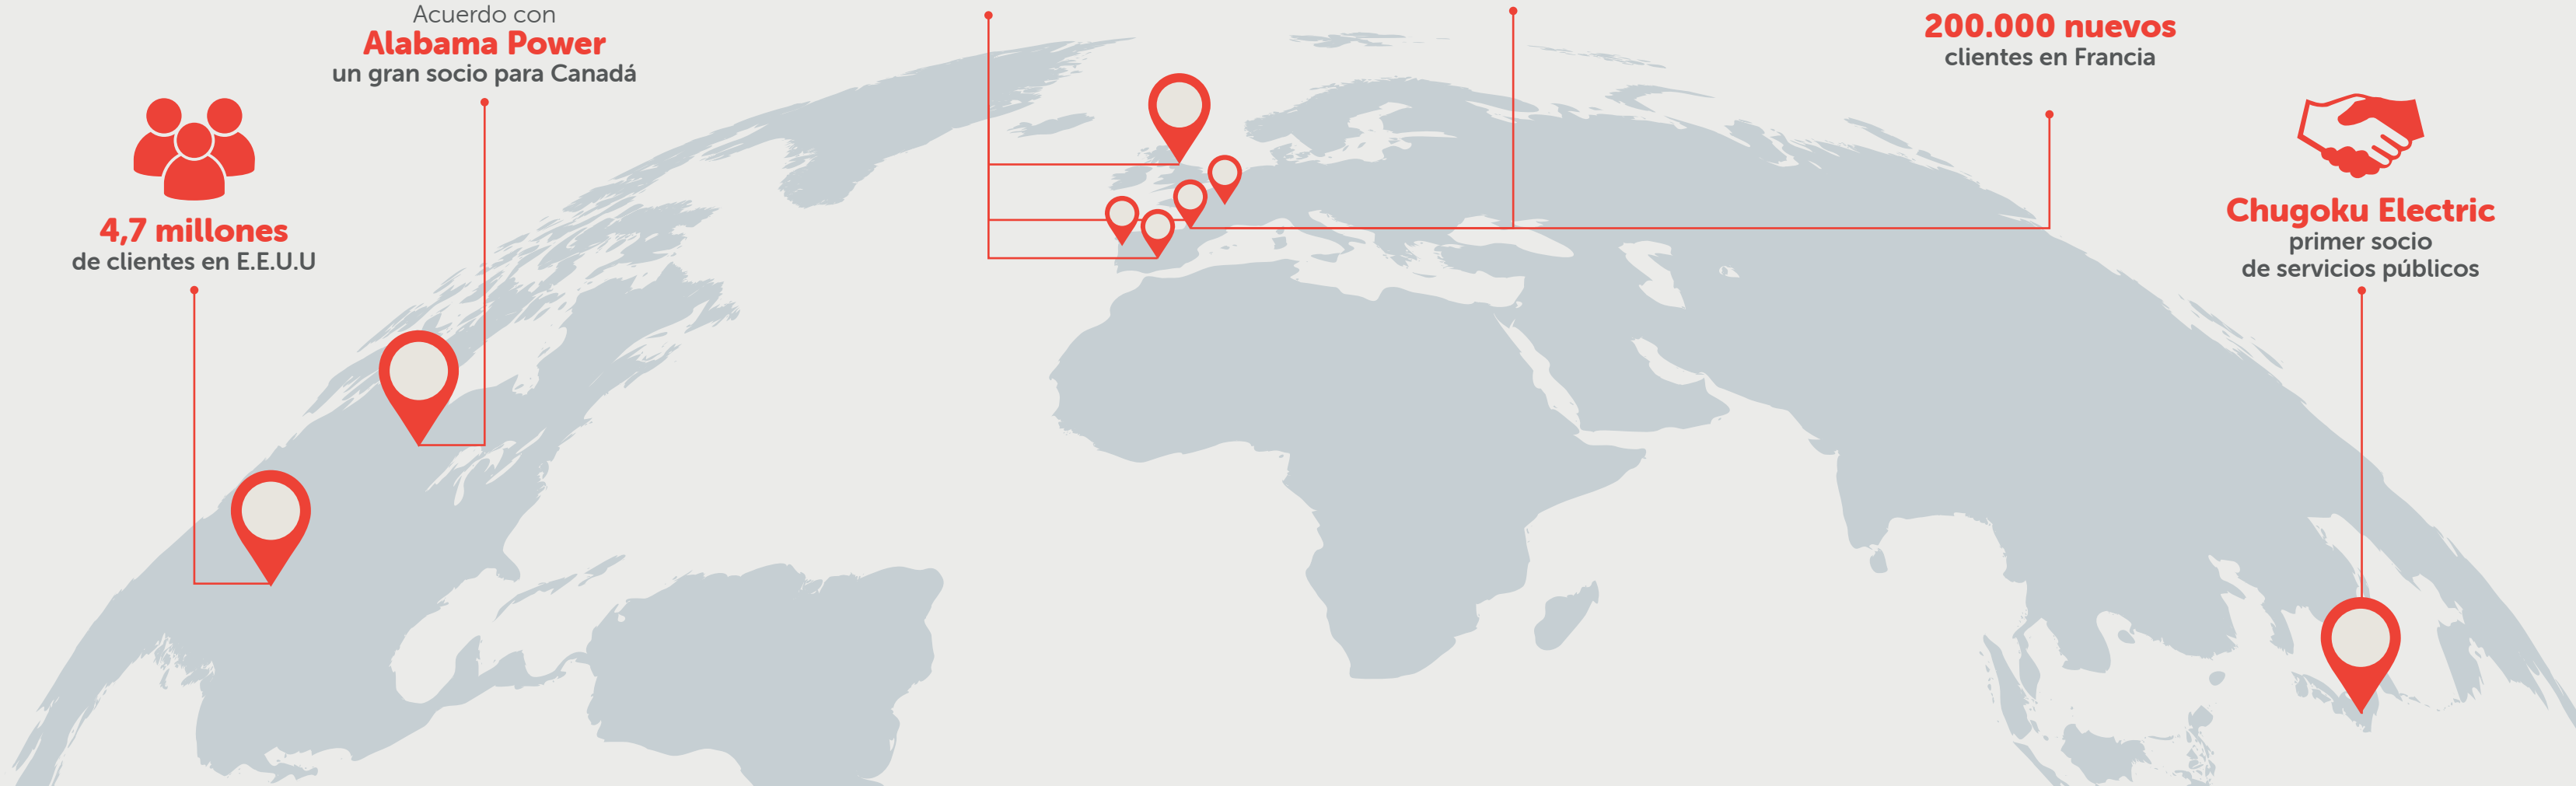 Acuerdo con
Alabama Power
un gran socio para Canadá
4,7 millones
de clientes en E.E.U.U
200.000 nuevos
clientes en Francia
Chugoku Electric
primer socio
de servicios públicos